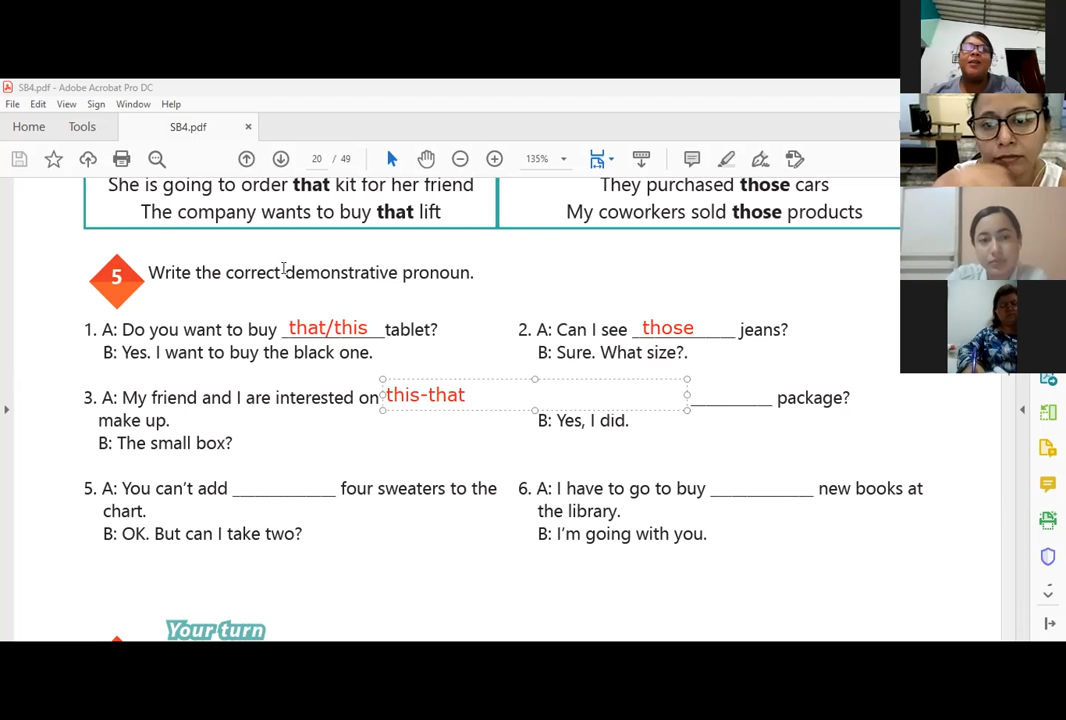 SB4.pdf - Adobe Acrobat Pro DC
File Edit View Sign Window Help
Home Tools SB4.pdf ×
20 / 49 135%
She is going to order that kit for her friend
The company wants to buy that lift
They purchased those cars
My coworkers sold those products
5 Write the correct demonstrative pronoun.
1. A: Do you want to buy that/this tablet?
B: Yes. I want to buy the black one.
2. A: Can I see those jeans?
B: Sure. What size?.
3. A: My friend and I are interested on this-that
make up.
B: The small box?
__________ package?
B: Yes, I did.
5. A: You can't add ____________ four sweaters to the
chart.
B: OK. But can I take two?
6. A: I have to go to buy ____________ new books at
the library.
B: I'm going with you.
Your turn